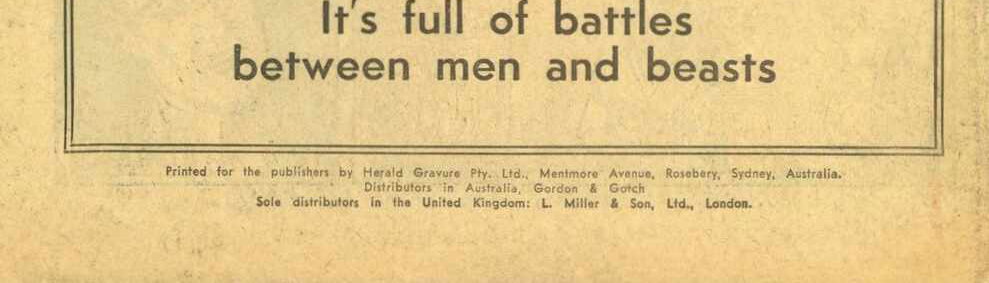 It's full of battles
between men and beasts
Printed for the publishers by Herald Gravure Pty. Ltd., Mentmore Avenue, Rosebery, Sydney, Australia.
Distributors in Australia, Gordon & Gotch
Sole distributors in the United Kingdom: L. Miller & Son, Ltd., London.